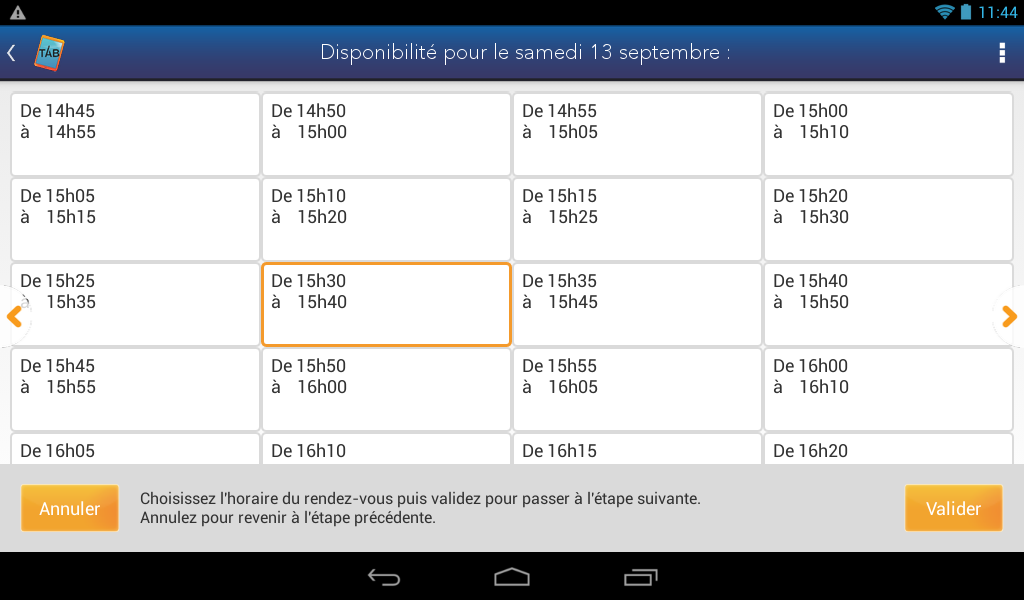 11:44
TAB
Disponibilité pour le samedi 13 septembre :
De 14h45
à 14h55
De 14h50
à 15h00
De 14h55
à 15h05
De 15h00
à 15h10
De 15h05
à 15h15
De 15h10
à 15h20
De 15h15
à 15h25
De 15h20
à 15h30
De 15h25
à 15h35
De 15h30
à 15h40
De 15h35
à 15h45
De 15h40
à 15h50
De 15h45
à 15h55
De 15h50
à 16h00
De 15h55
à 16h05
De 16h00
à 16h10
De 16h05
De 16h10
De 16h15
De 16h20
Annuler
Choisissez l'horaire du rendez-vous puis validez pour passer à l'étape suivante.
Annulez pour revenir à l'étape précédente.
Valider